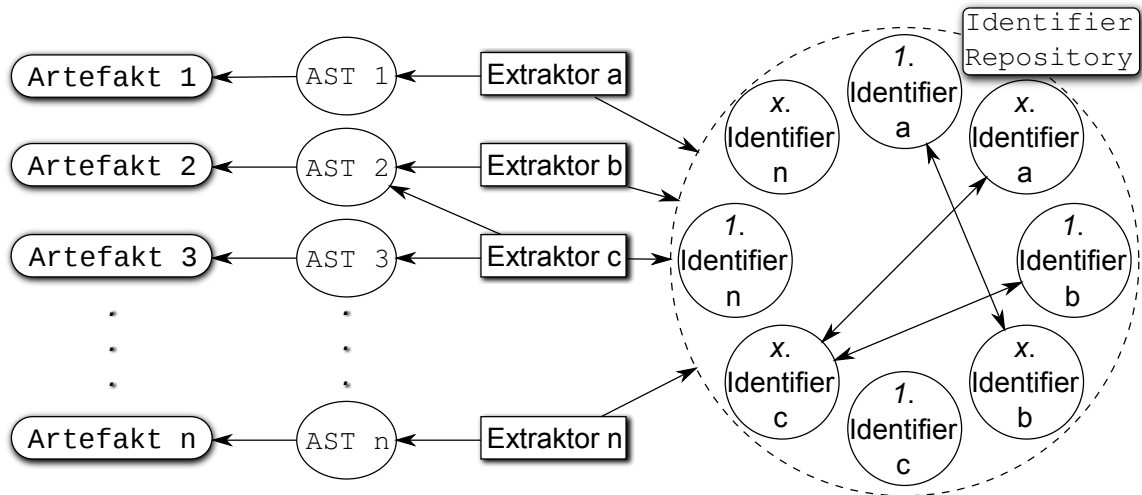 Identifier
Repository
Artefakt 1
AST 1
Extraktor a
Artefakt 2
AST 2
Extraktor b
Artefakt 3
AST 3
Extraktor c
Artefakt n
AST n
Extraktor n
1.
Identifier
a
x.
Identifier
a
1.
Identifier
b
x.
Identifier
b
1.
Identifier
c
x.
Identifier
c
1.
Identifier
n
x.
Identifier
n